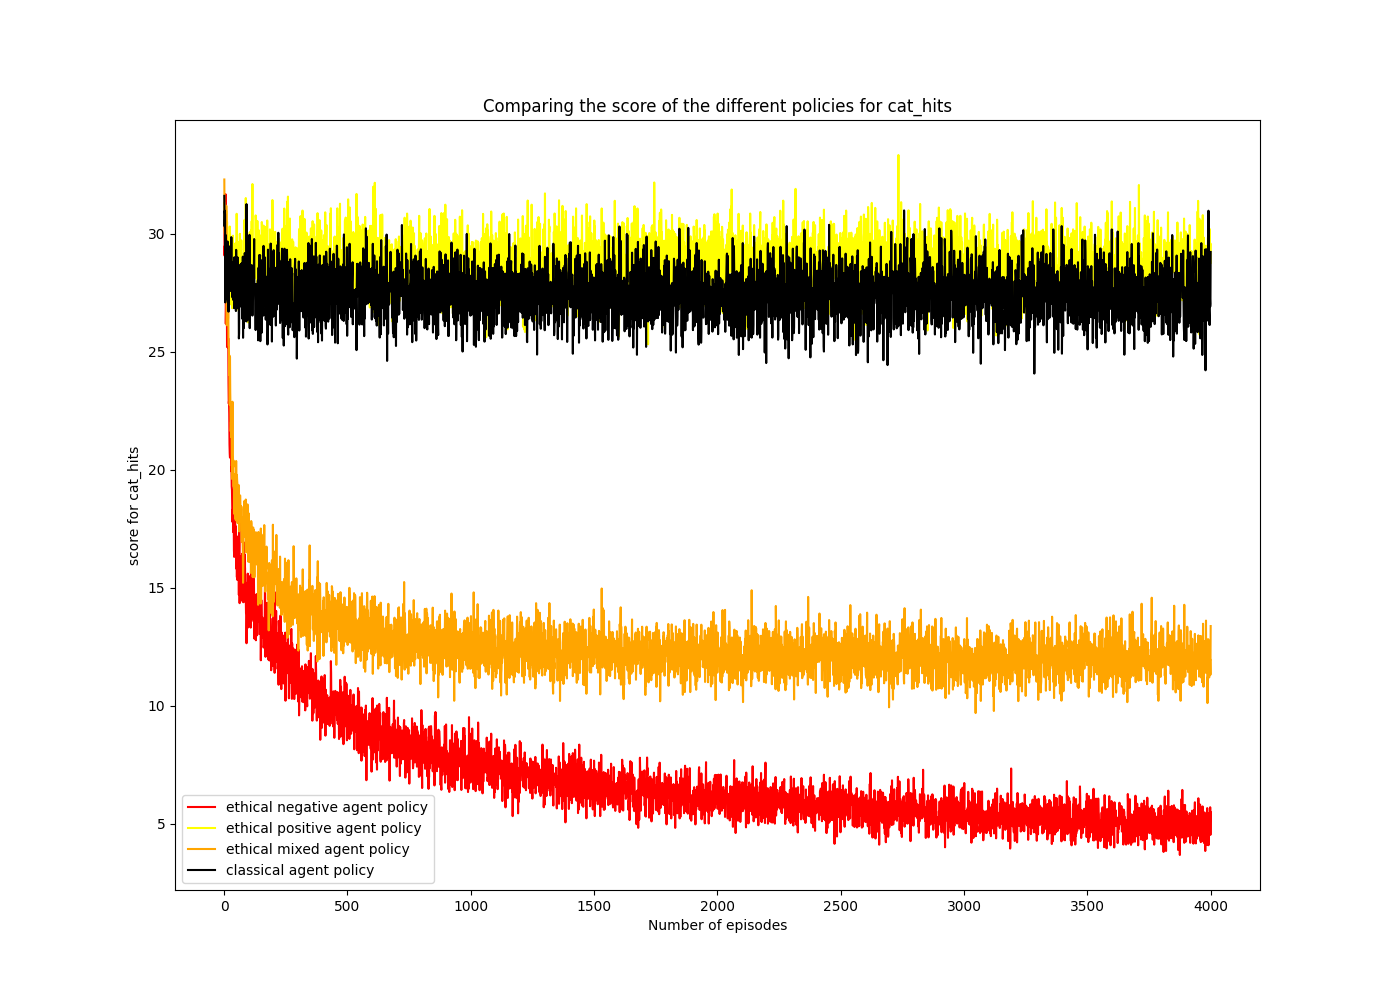 Comparing the score of the different policies for cat_hits
score for cat_hits
30
25
20
15
10
5
ethical negative agent policy
ethical positive agent policy
ethical mixed agent policy
classical agent policy
0 500 1000 1500 2000 2500 3000 3500 4000
Number of episodes